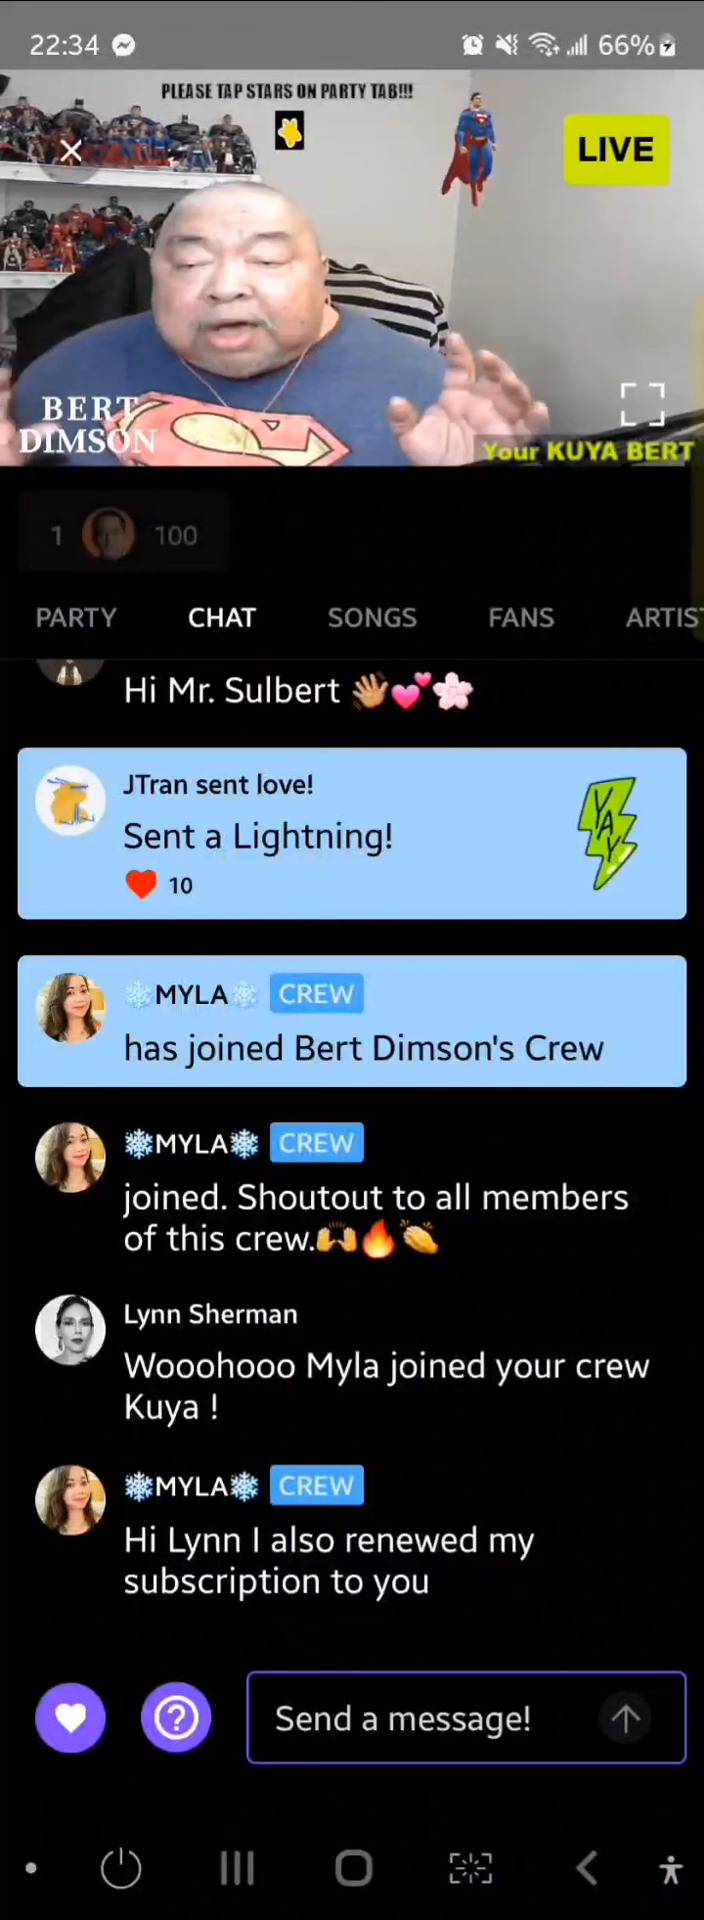 22:34
66%
PLEASE TAP STARS ON PARTY TAB!!!
LIVE
BERT
DIMSON
Your KUYA BERT
1 100
PARTY CHAT SONGS FANS ARTIS
Hi Mr. Sulbert 👋🏽💕🌸
JTran sent love!
Sent a Lightning!
YAY
❤️ 10
❄️MYLA❄️ CREW
has joined Bert Dimson's Crew
❄️MYLA❄️ CREW
joined. Shoutout to all members
of this crew.🙌🔥👏
Lynn Sherman
Wooohooo Myla joined your crew
Kuya !
❄️MYLA❄️ CREW
Hi Lynn I also renewed my
subscription to you
Send a message!